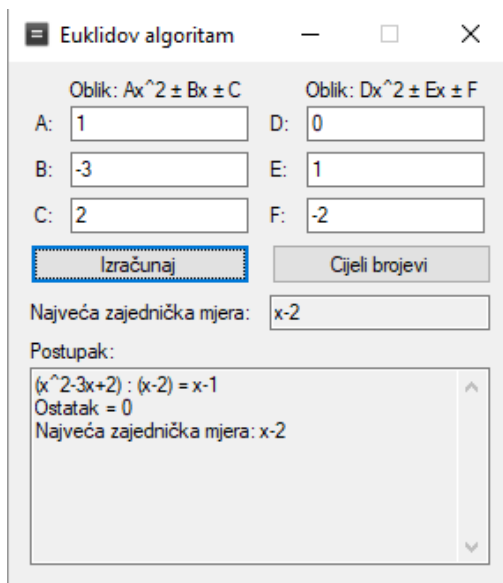 Euklidov algoritam
Oblik: Ax^2 ± Bx ± C Oblik: Dx^2 ± Ex ± F
A: 1 D: 0
B: -3 E: 1
C: 2 F: -2
Izračunaj Cijeli brojevi
Najveća zajednička mjera: x-2
Postupak:
(x^2-3x+2) : (x-2) = x-1
Ostatak = 0
Najveća zajednička mjera: x-2